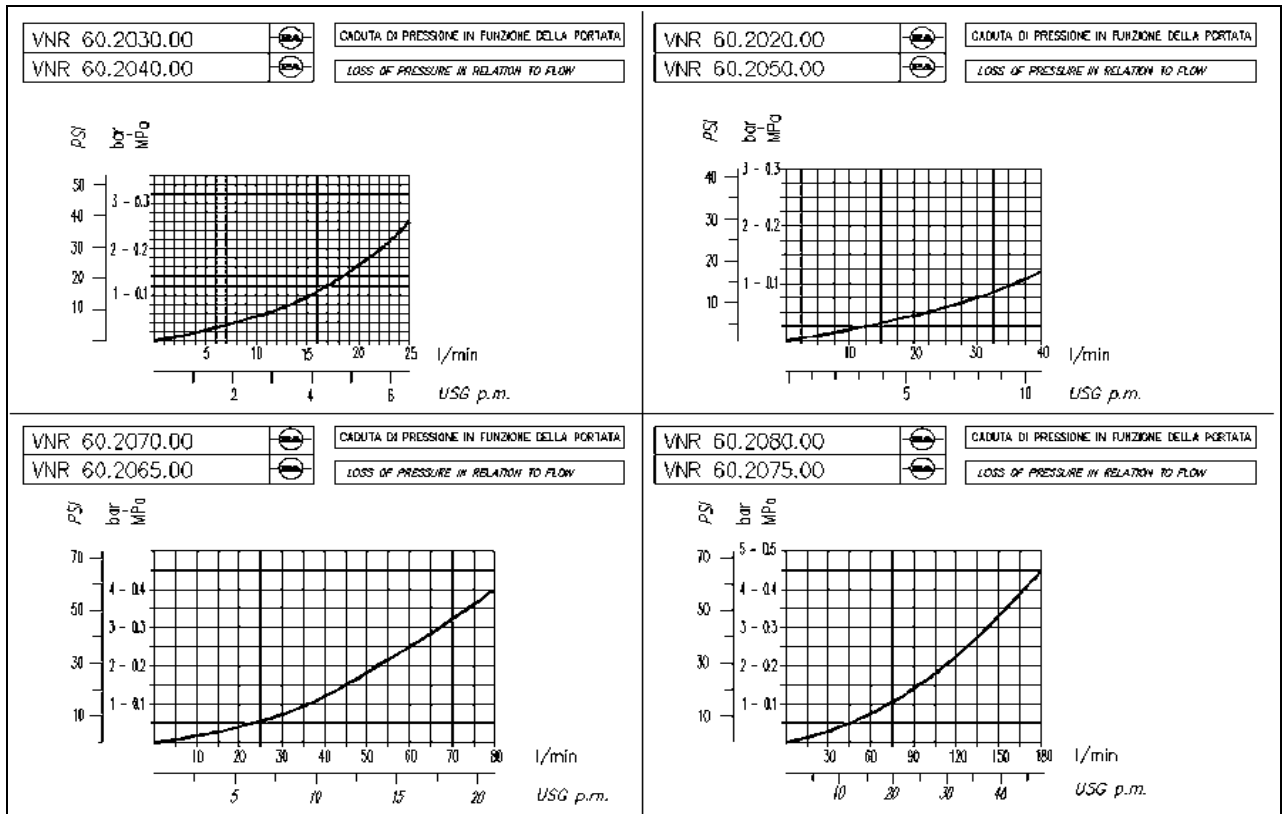 VNR 60.2030.00
VNR 60.2040.00
CADUTA DI PRESSIONE IN FUNZIONE DELLA PORTATA
LOSS OF PRESSURE IN RELATION TO FLOW
PSI bar-MPa
50 40 30 20 10
3 - 0.3
2 - 0.2
1 - 0.1
5 10 15 20 25 l/min
2 4 6 USG p.m.
VNR 60.2020.00
VNR 60.2050.00
CADUTA DI PRESSIONE IN FUNZIONE DELLA PORTATA
LOSS OF PRESSURE IN RELATION TO FLOW
PSI bar-MPa
40 30 20 10
3 - 0.3
2 - 0.2
1 - 0.1
10 20 30 40 l/min
5 10 USG p.m.
VNR 60.2070.00
VNR 60.2065.00
CADUTA DI PRESSIONE IN FUNZIONE DELLA PORTATA
LOSS OF PRESSURE IN RELATION TO FLOW
PSI bar-MPa
70 50 30 10
4 - 0.4
3 - 0.3
2 - 0.2
1 - 0.1
10 20 30 40 50 60 70 80 l/min
5 10 15 20 USG p.m.
VNR 60.2080.00
VNR 60.2075.00
CADUTA DI PRESSIONE IN FUNZIONE DELLA PORTATA
LOSS OF PRESSURE IN RELATION TO FLOW
PSI bar MPa
70 50 30 10
5 - 0.5
4 - 0.4
3 - 0.3
2 - 0.2
1 - 0.1
30 60 90 120 150 180 l/min
10 20 30 40 USG p.m.